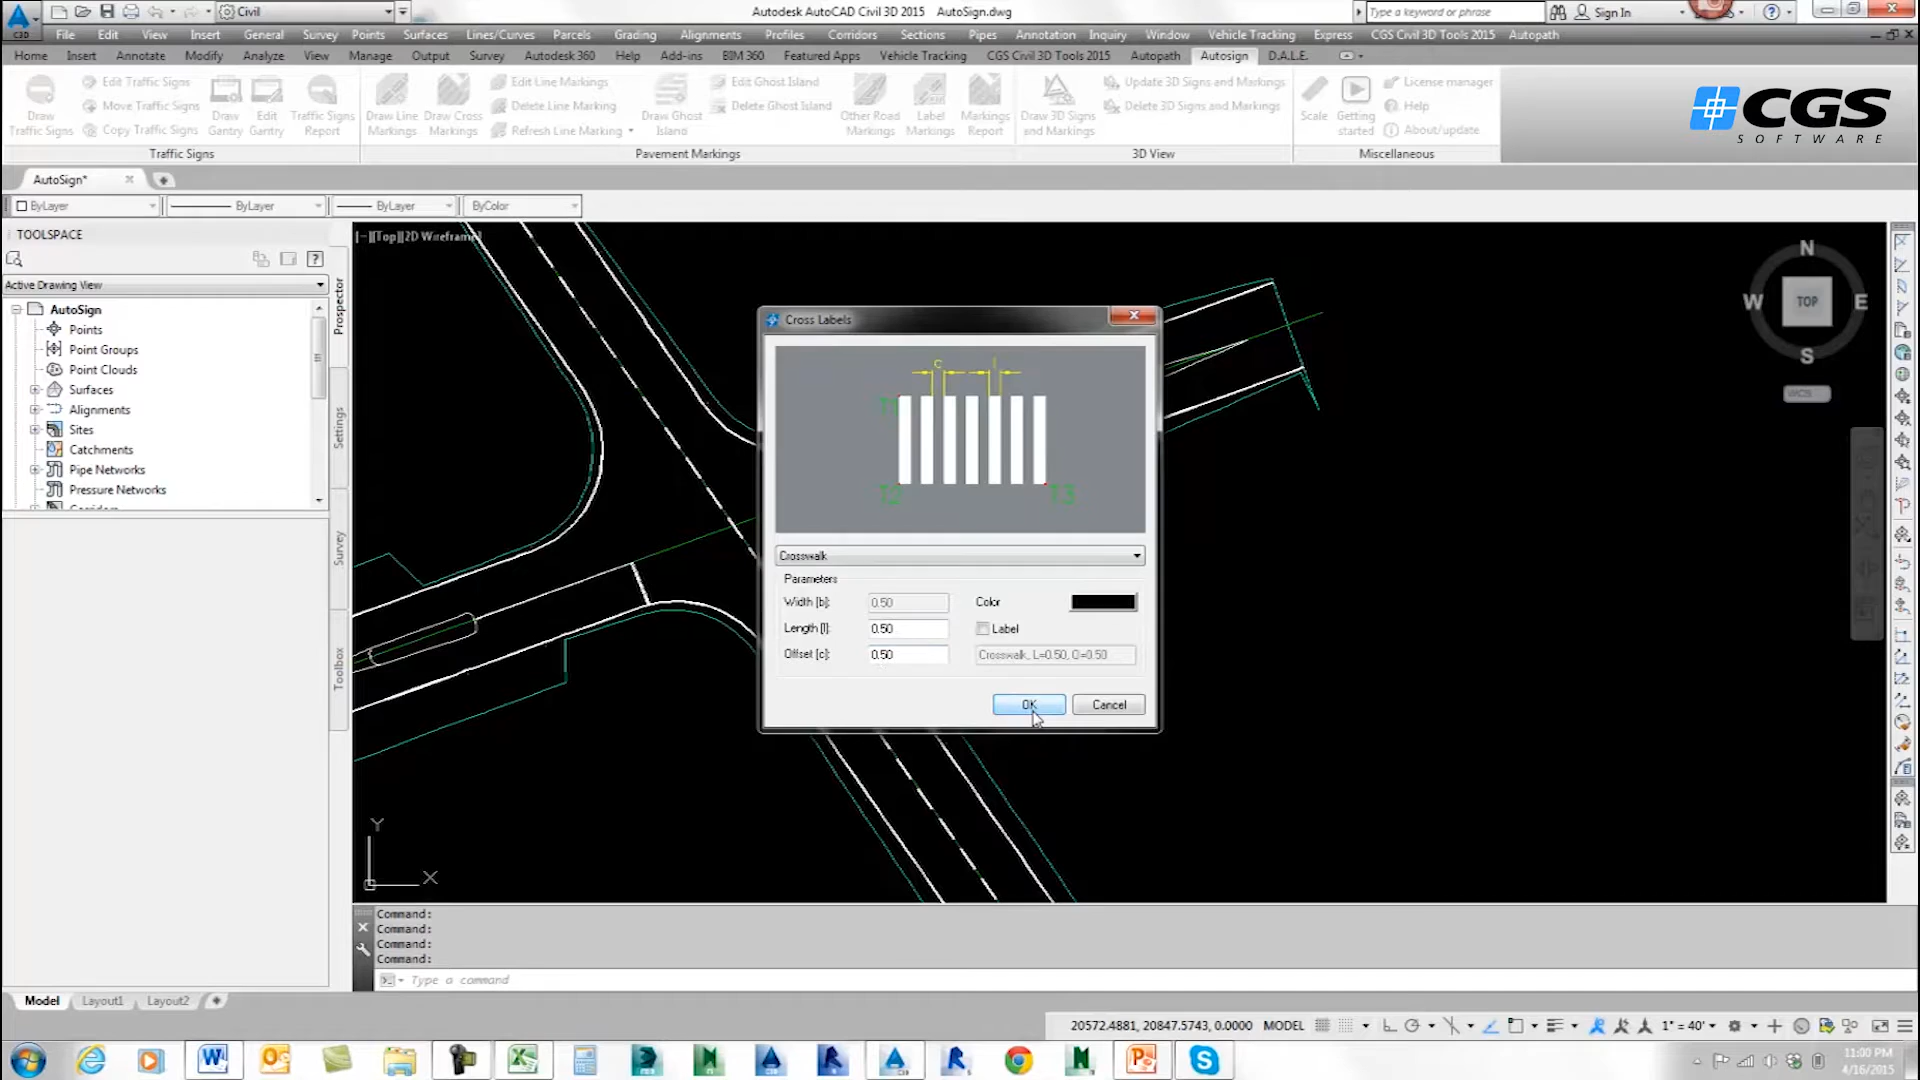 Civil
Autodesk AutoCAD Civil 3D 2015 AutoSign.dwg
Type a keyword or phrase
Sign In
C3D
File Edit View Insert General Survey Points Surfaces Lines/Curves Parcels Grading Alignments Profiles Corridors Sections Pipes Annotation Inquiry Window Vehicle Tracking Express CGS Civil 3D Tools 2015 Autopath
Home Insert Annotate Modify Analyze View Manage Output Survey Autodesk 360 Help Add-ins BIM 360 Featured Apps Vehicle Tracking CGS Civil 3D Tools 2015 Autopath Autosign D.A.L.E.
Draw Traffic Signs
Edit Traffic Signs
Move Traffic Signs
Copy Traffic Signs
Draw Gantry
Edit Gantry
Traffic Signs Report
Draw Line Markings
Draw Cross Markings
Edit Line Markings
Delete Line Marking
Refresh Line Marking
Draw Ghost Island
Edit Ghost Island
Delete Ghost Island
Other Road Markings
Label Markings
Markings Report
Draw 3D Signs and Markings
Update 3D Signs and Markings
Delete 3D Signs and Markings
Scale
Getting started
License manager
Help
About/update
Traffic Signs
Pavement Markings
3D View
Miscellaneous
CGS
SOFTWARE
AutoSign*
ByLayer
ByLayer
ByLayer
ByColor
TOOLSPACE
Active Drawing View
AutoSign
Points
Point Groups
Point Clouds
Surfaces
Alignments
Sites
Catchments
Pipe Networks
Pressure Networks
Prospector
Settings
Survey
Toolbox
[−][Top][2D Wireframe]
N
W TOP E
S
WCS
Cross Labels
c l
T1
T2 T3
Crosswalk
Parameters
Width [b]: 0.50 Color
Length [l]: 0.50 Label
Offset [c]: 0.50 Crosswalk, L=0.50, O=0.50
OK Cancel
Y
X
Command:
Command:
Command:
Command:
Type a command
Model Layout1 Layout2
20572.4881, 20847.5743, 0.0000 MODEL 1" = 40'
11:00 PM
4/16/2015